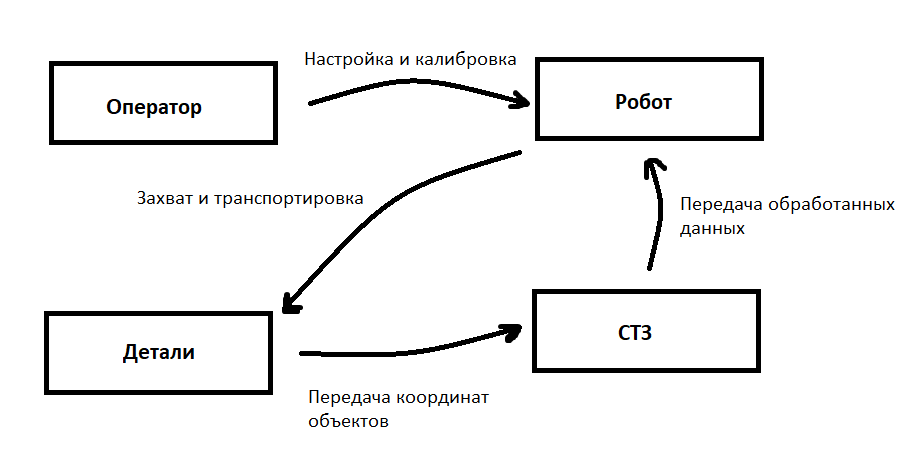 Настройка и калибровка
Оператор
Робот
Захват и транспортировка
Передача обработанных
данных
Детали
СТЗ
Передача координат
объектов